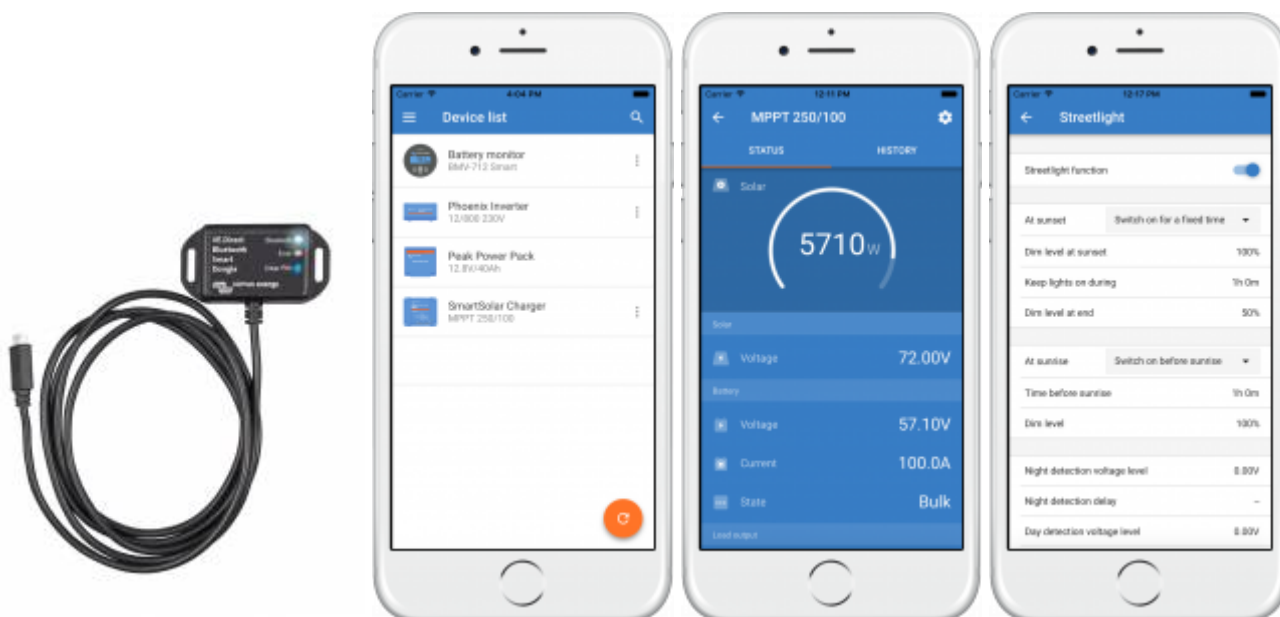 VE.Direct
Bluetooth
Smart
Dongle
victron energy
Carrier 4:04 PM
Device list
Battery monitor
BMV-712 Smart
Phoenix Inverter
12/800 230V
Peak Power Pack
12.8V/40Ah
SmartSolar Charger
MPPT 250/100
Carrier 12:11 PM
MPPT 250/100
STATUS HISTORY
Solar
5710W
Solar
Voltage 72.00V
Battery
Voltage 57.10V
Current 100.0A
State Bulk
Load output
Carrier 12:17 PM
Streetlight
Streetlight function
At sunset Switch on for a fixed time
Dim level at sunset 100%
Keep lights on during 1h 0m
Dim level at end 50%
At sunrise Switch on before sunrise
Time before sunrise 1h 0m
Dim level 100%
Night detection voltage level 0.00V
Night detection delay –
Day detection voltage level 0.00V